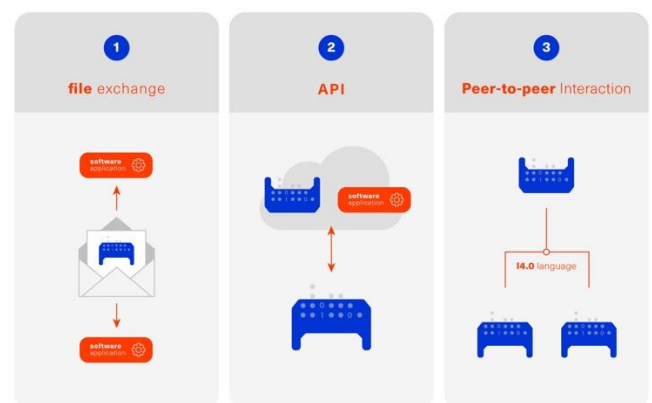 1
file exchange
software
application
software
application
2
API
software
application
3
Peer-to-peer Interaction
I4.0 language